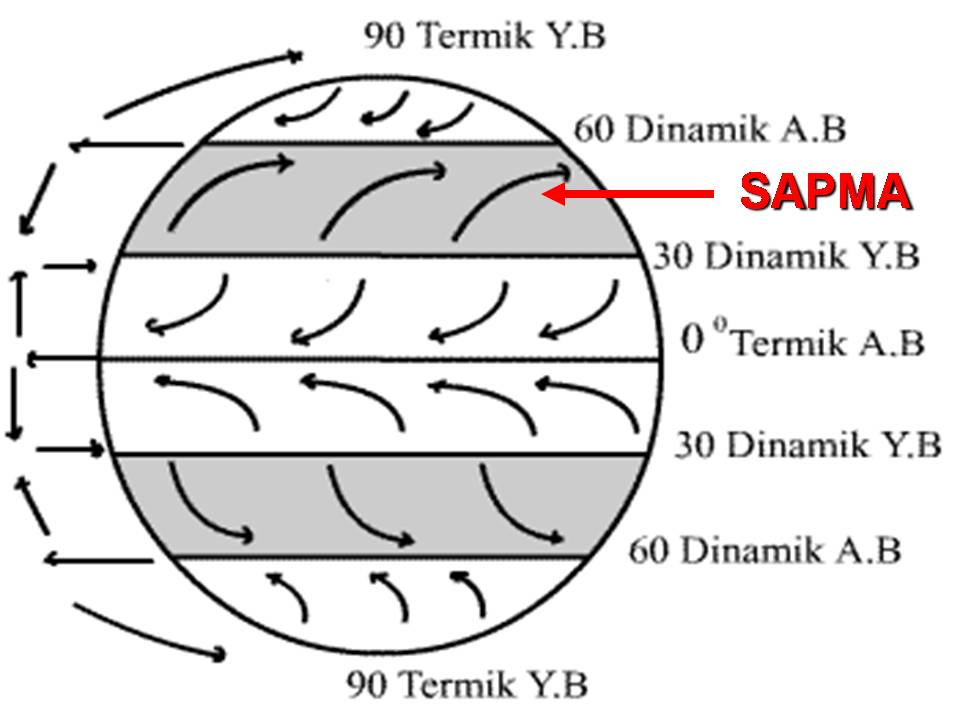 90 Termik Y.B
60 Dinamik A.B
SAPMA
30 Dinamik Y.B
0 ⁰Termik A.B
30 Dinamik Y.B
60 Dinamik A.B
90 Termik Y.B